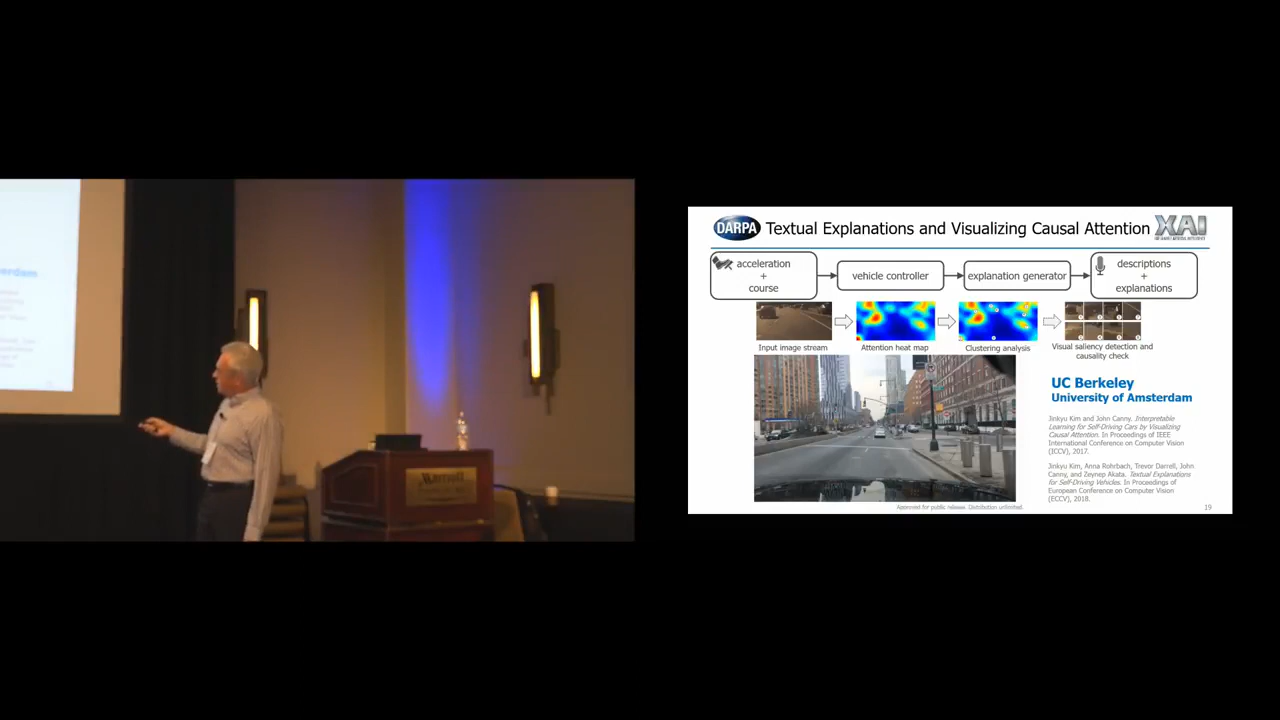 DARPA
Textual Explanations and Visualizing Causal Attention
XAI
acceleration
+
course
vehicle controller
explanation generator
descriptions
+
explanations
Input image stream
Attention heat map
Clustering analysis
Visual saliency detection and
causality check
UC Berkeley
University of Amsterdam
Jinkyu Kim and John Canny. Interpretable
Learning for Self-Driving Cars by Visualizing
Causal Attention. In Proceedings of IEEE
International Conference on Computer Vision
(ICCV), 2017.
Jinkyu Kim, Anna Rohrbach, Trevor Darrell, John
Canny, and Zeynep Akata. Textual Explanations
for Self-Driving Vehicles. In Proceedings of
European Conference on Computer Vision
(ECCV), 2018.
Approved for public release. Distribution unlimited.
19
Marriott